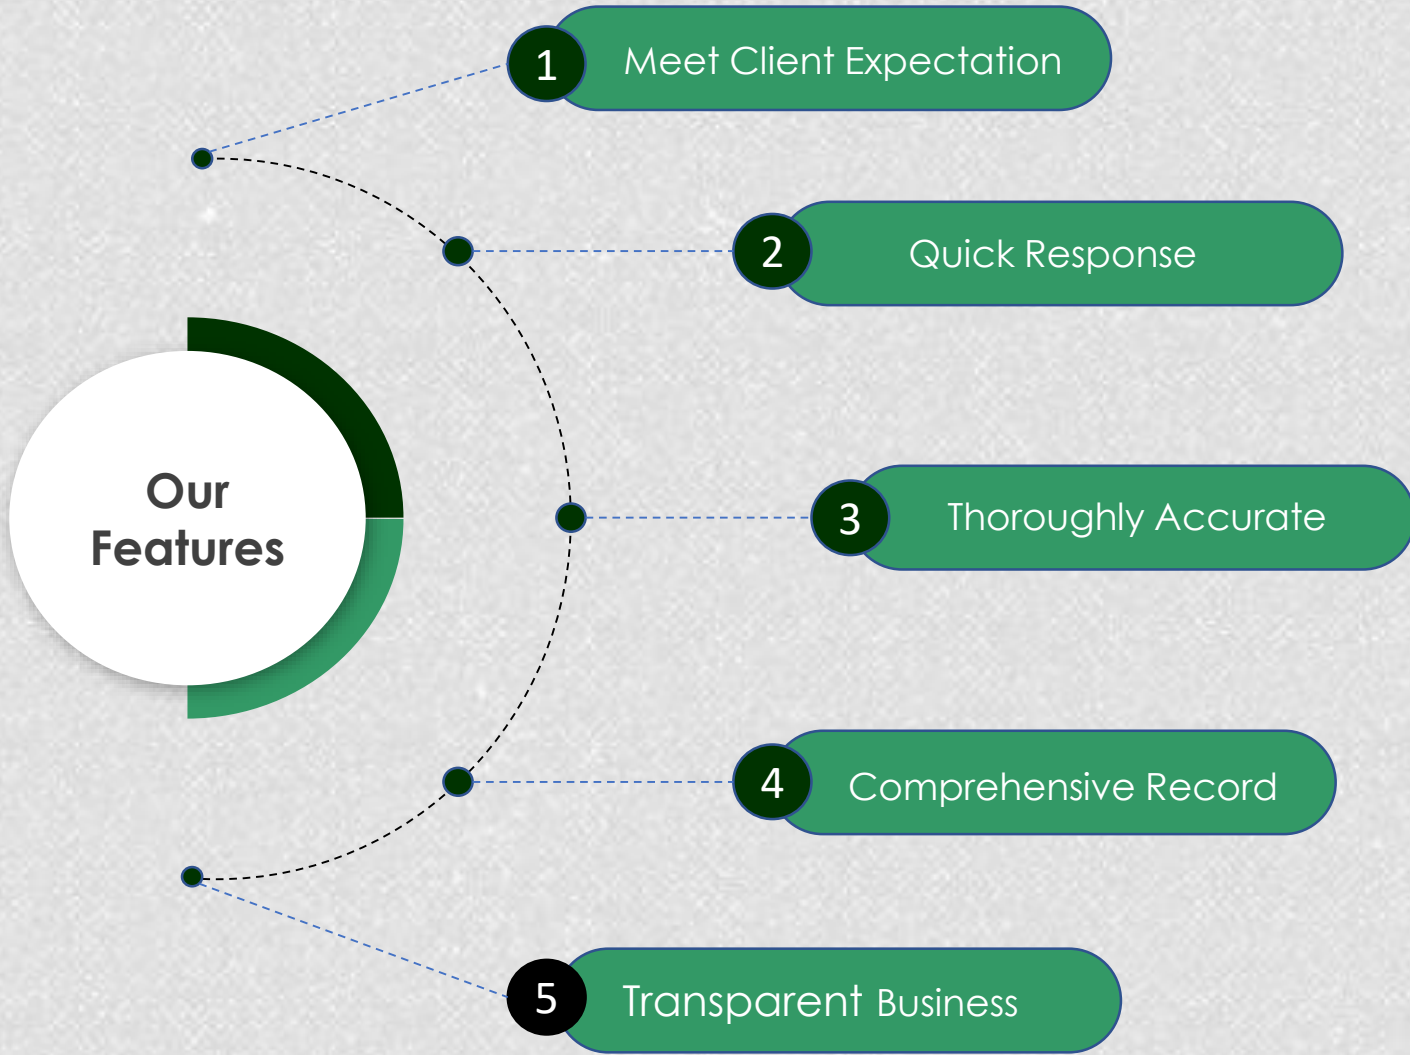 1 Meet Client Expectation
2 Quick Response
Our
Features
3 Thoroughly Accurate
4 Comprehensive Record
5 Transparent Business